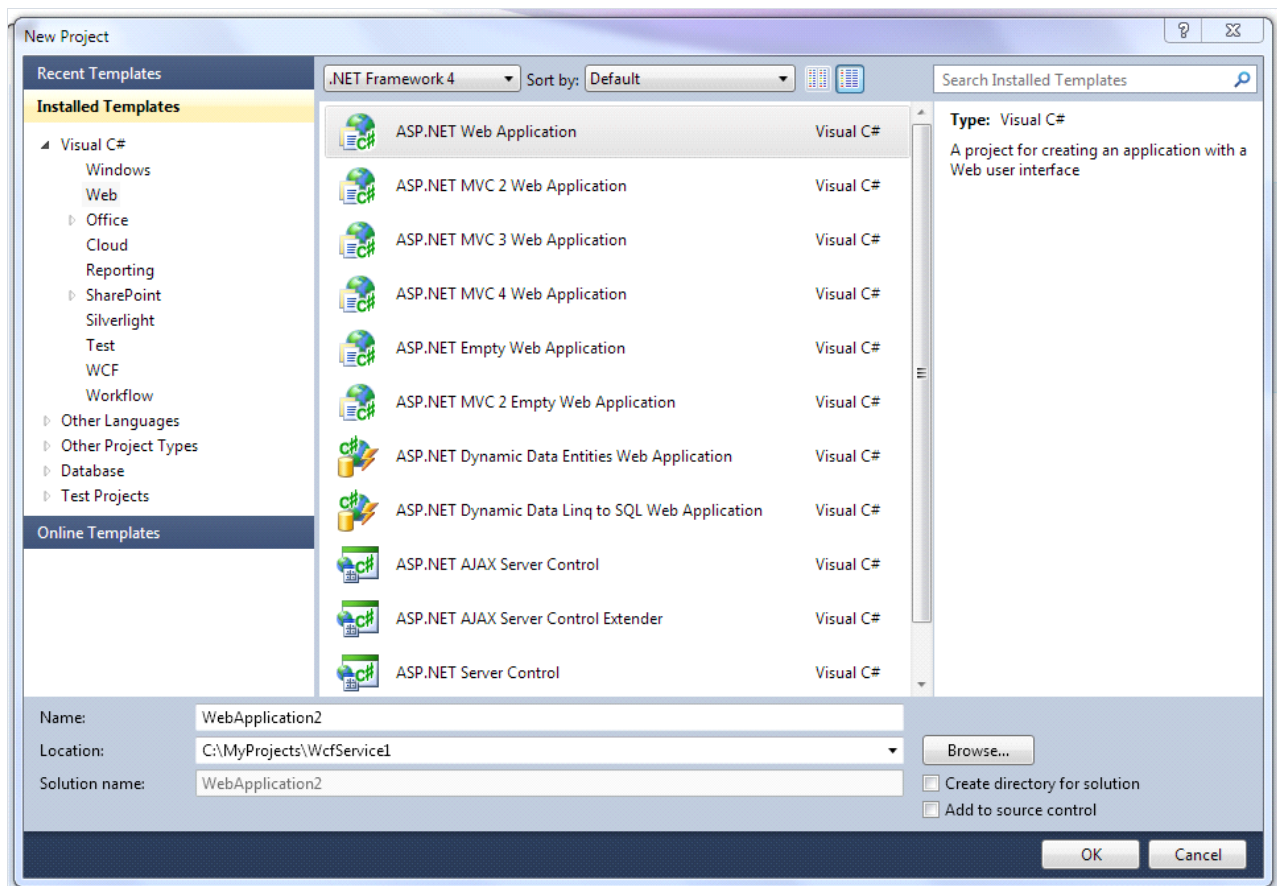 New Project
Recent Templates
Installed Templates
Visual C#
Windows
Web
Office
Cloud
Reporting
SharePoint
Silverlight
Test
WCF
Workflow
Other Languages
Other Project Types
Database
Test Projects
Online Templates
.NET Framework 4 Sort by: Default
ASP.NET Web Application Visual C#
ASP.NET MVC 2 Web Application Visual C#
ASP.NET MVC 3 Web Application Visual C#
ASP.NET MVC 4 Web Application Visual C#
ASP.NET Empty Web Application Visual C#
ASP.NET MVC 2 Empty Web Application Visual C#
ASP.NET Dynamic Data Entities Web Application Visual C#
ASP.NET Dynamic Data Linq to SQL Web Application Visual C#
ASP.NET AJAX Server Control Visual C#
ASP.NET AJAX Server Control Extender Visual C#
ASP.NET Server Control Visual C#
Search Installed Templates
Type: Visual C#
A project for creating an application with a
Web user interface
Name: WebApplication2
Location: C:\MyProjects\WcfService1 Browse...
Solution name: WebApplication2
Create directory for solution
Add to source control
OK Cancel